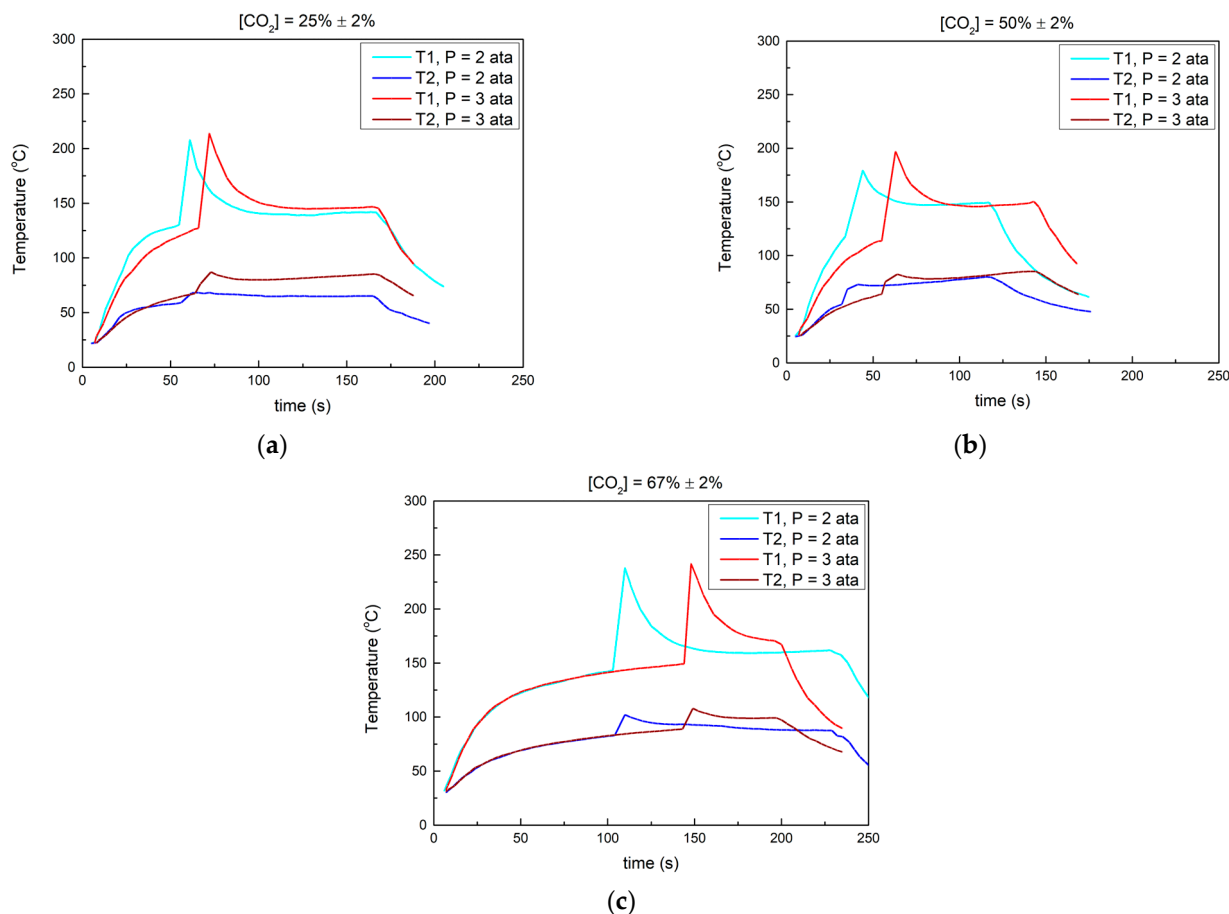 [CO₂] = 25% ± 2%
300
250
200
150
100
50
0
Temperature (°C)
T1, P = 2 ata
T2, P = 2 ata
T1, P = 3 ata
T2, P = 3 ata
0 50 100 150 200 250
time (s)
(a)
[CO₂] = 50% ± 2%
300
250
200
150
100
50
0
Temperature (°C)
T1, P = 2 ata
T2, P = 2 ata
T1, P = 3 ata
T2, P = 3 ata
0 50 100 150 200 250
time (s)
(b)
[CO₂] = 67% ± 2%
300
250
200
150
100
50
0
Temperature (°C)
T1, P = 2 ata
T2, P = 2 ata
T1, P = 3 ata
T2, P = 3 ata
0 50 100 150 200 250
time (s)
(c)